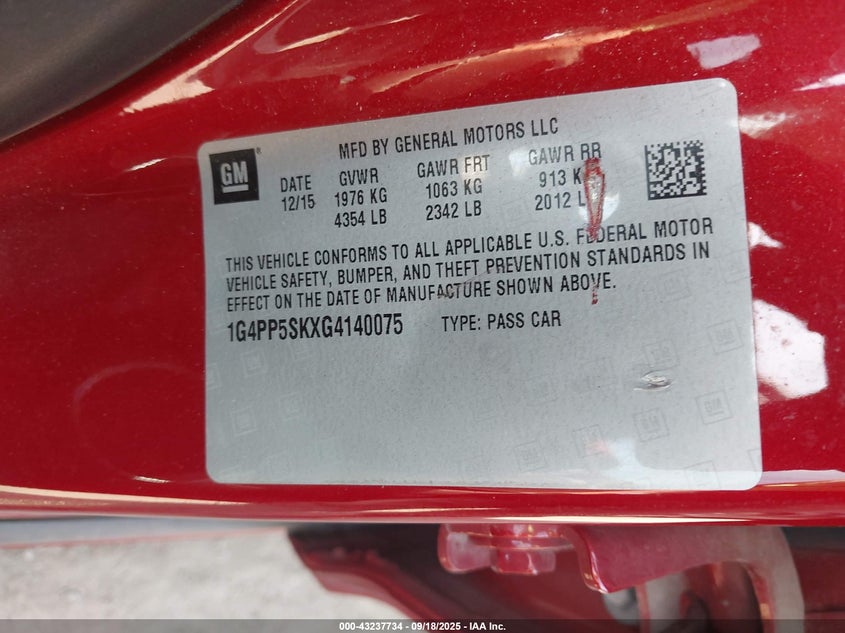 MFD BY GENERAL MOTORS LLC
GM ®
DATE GVWR GAWR FRT GAWR RR
12/15 1976 KG 1063 KG 913 K
4354 LB 2342 LB 2012 L
THIS VEHICLE CONFORMS TO ALL APPLICABLE U.S. FEDERAL MOTOR
VEHICLE SAFETY, BUMPER, AND THEFT PREVENTION STANDARDS IN
EFFECT ON THE DATE OF MANUFACTURE SHOWN ABOVE.
1G4PP5SKXG4140075 TYPE: PASS CAR
000-43237734 - 09/18/2025 - IAA Inc.